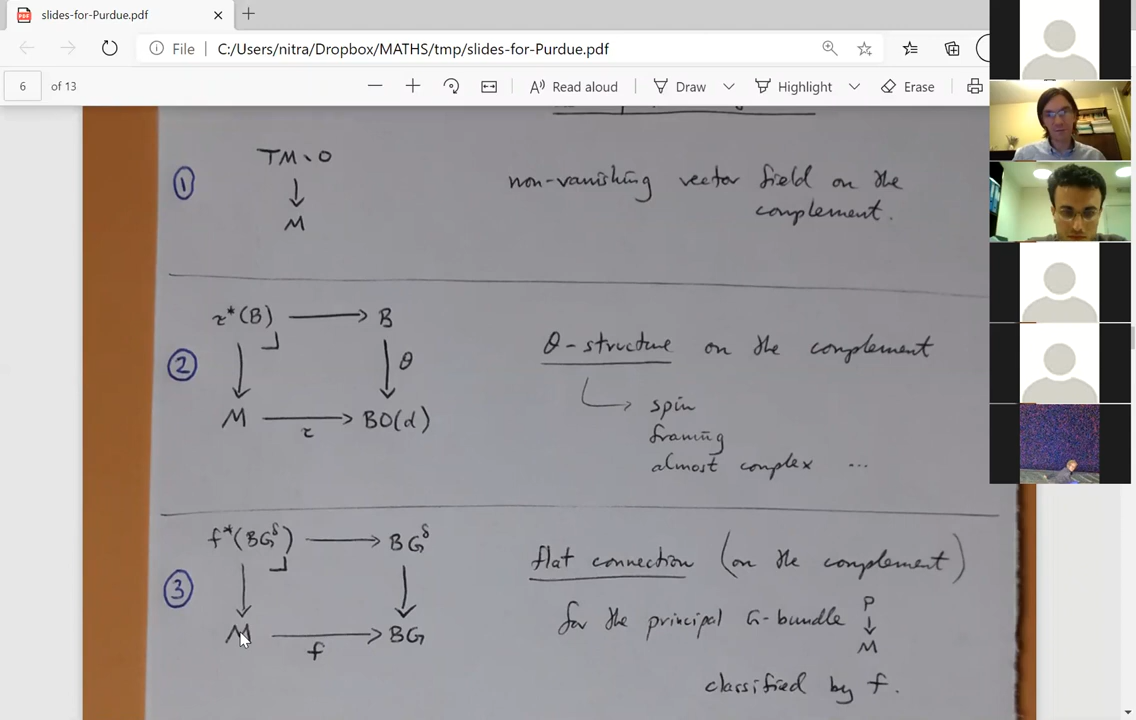 slides-for-Purdue.pdf
File C:/Users/nitra/Dropbox/MATHS/tmp/slides-for-Purdue.pdf
6 of 13 Read aloud Draw Highlight Erase
① TM∖0
↓
M
non-vanishing vector field on the
complement.
② τ*(B) → B
↓ ↓ θ
M → BO(d)
τ
θ-structure on the complement
↳ spin
framing
almost complex ...
③ f*(BG^δ) → BG^δ
↓ ↓
M → BG
f
flat connection (on the complement)
for the principal G-bundle P
↓
M
classified by f.